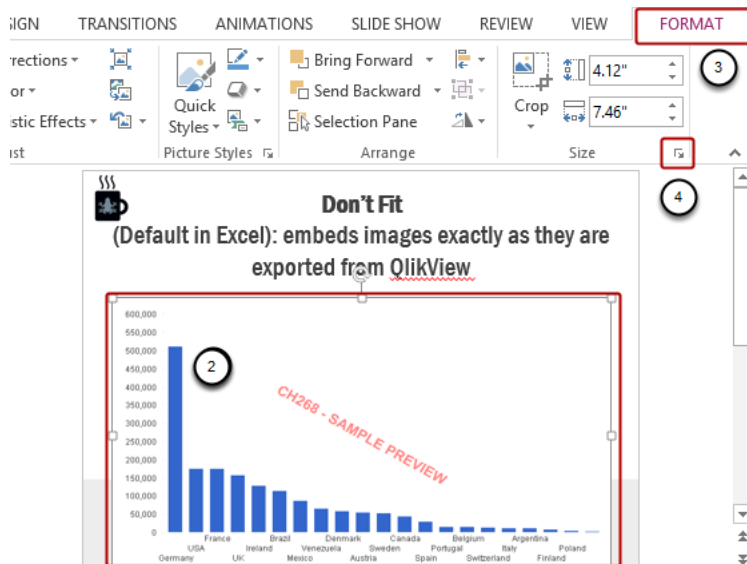 SIGN TRANSITIONS ANIMATIONS SLIDE SHOW REVIEW VIEW FORMAT
3
rrections
or
istic Effects
ust
Quick
Styles
Picture Styles
Bring Forward
Send Backward
Selection Pane
Arrange
Crop
4.12"
7.46"
Size
4
Don't Fit
(Default in Excel): embeds images exactly as they are
exported from QlikView
600,000
550,000
500,000
450,000
400,000
350,000
300,000
250,000
200,000
150,000
100,000
50,000
0
2
CH268 - SAMPLE PREVIEW
France Brazil Denmark Canada Belgium Argentina
USA Ireland Venezuela Sweden Portugal Italy Poland
Germany UK Mexico Austria Spain Switzerland Finland